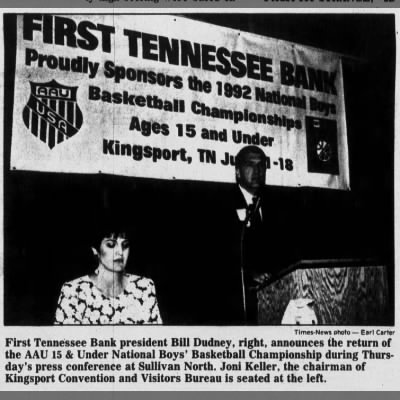 FIRST TENNESSEE BANK
Proudly Sponsors the 1992 National Boys
Basketball Championships
Ages 15 and Under
Kingsport, TN
1-18
AAU
USA
Times-News photo — Earl Carter
First Tennessee Bank president Bill Dudney, right, announces the return of
the AAU 15 & Under National Boys' Basketball Championship during Thurs-
day's press conference at Sullivan North. Joni Keller, the chairman of
Kingsport Convention and Visitors Bureau is seated at the left.